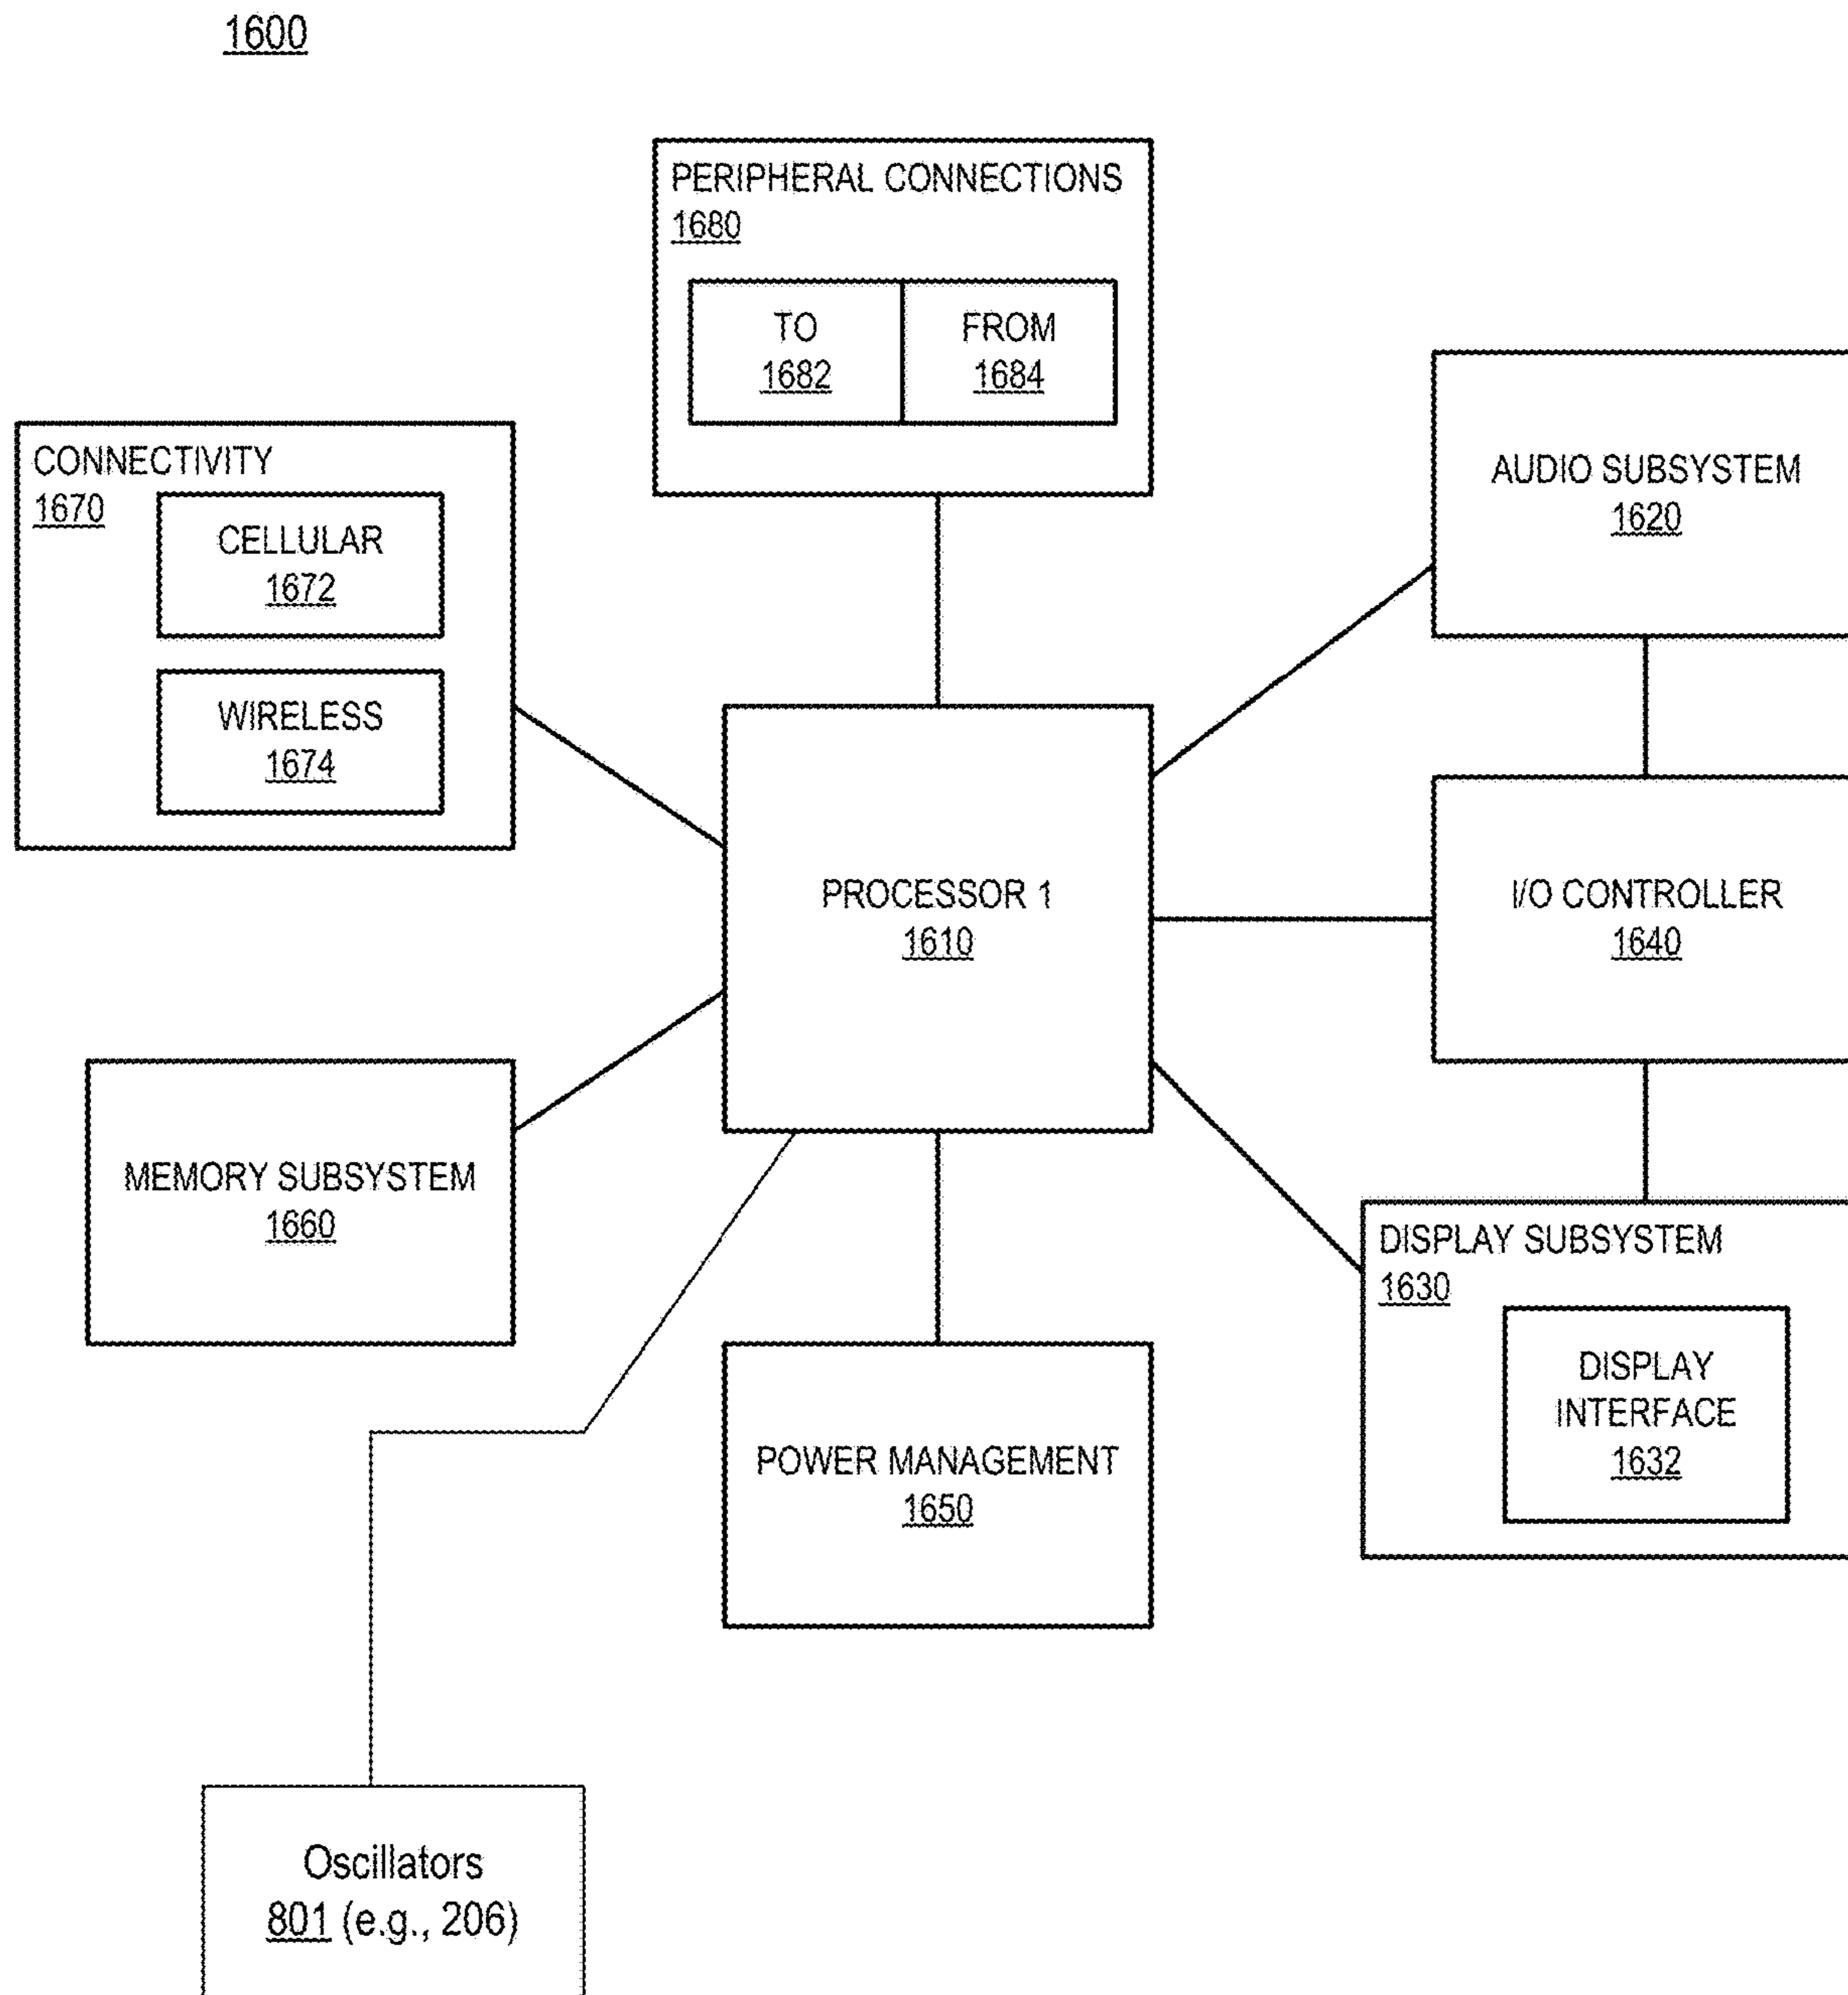 1600
PERIPHERAL CONNECTIONS
1680
TO
1682
FROM
1684
CONNECTIVITY
1670
CELLULAR
1672
WIRELESS
1674
AUDIO SUBSYSTEM
1620
PROCESSOR 1
1610
I/O CONTROLLER
1640
MEMORY SUBSYSTEM
1660
DISPLAY SUBSYSTEM
1630
DISPLAY
INTERFACE
1632
POWER MANAGEMENT
1650
Oscillators
801 (e.g., 206)